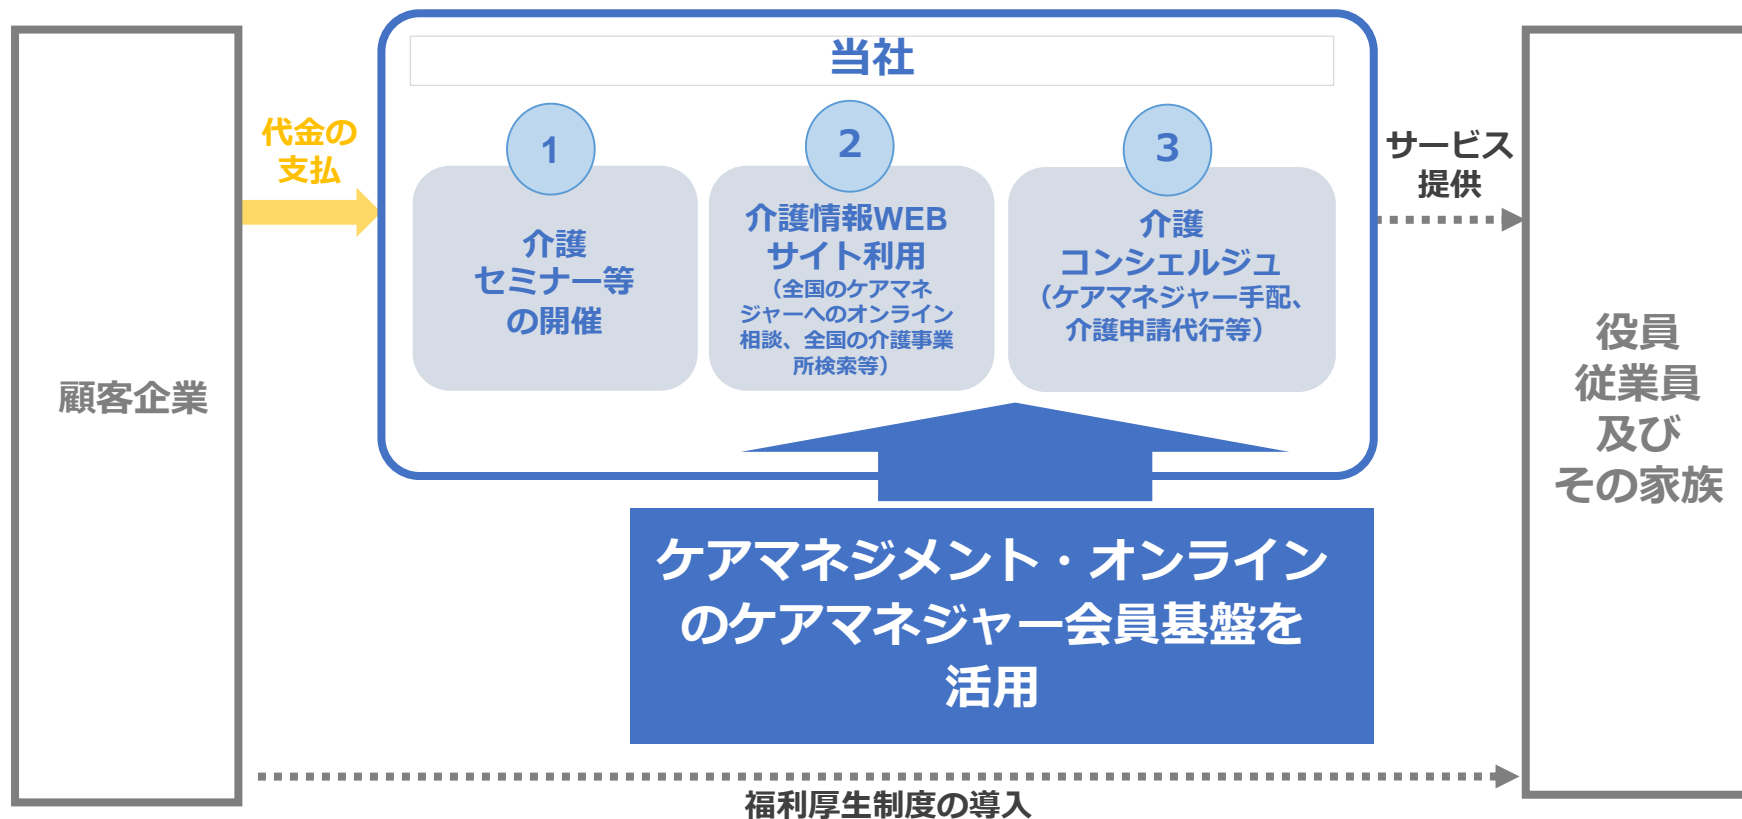 顧客企業
代金の
支払
当社
1
介護
セミナー等
の開催
2
介護情報WEB
サイト利用
（全国のケアマネ
ジャーへのオンライン
相談、全国の介護事業
所検索等）
3
介護
コンシェルジュ
（ケアマネジャー手配、
介護申請代行等）
サービス
提供
役員
従業員
及び
その家族
ケアマネジメント・オンライン
のケアマネジャー会員基盤を
活用
福利厚生制度の導入